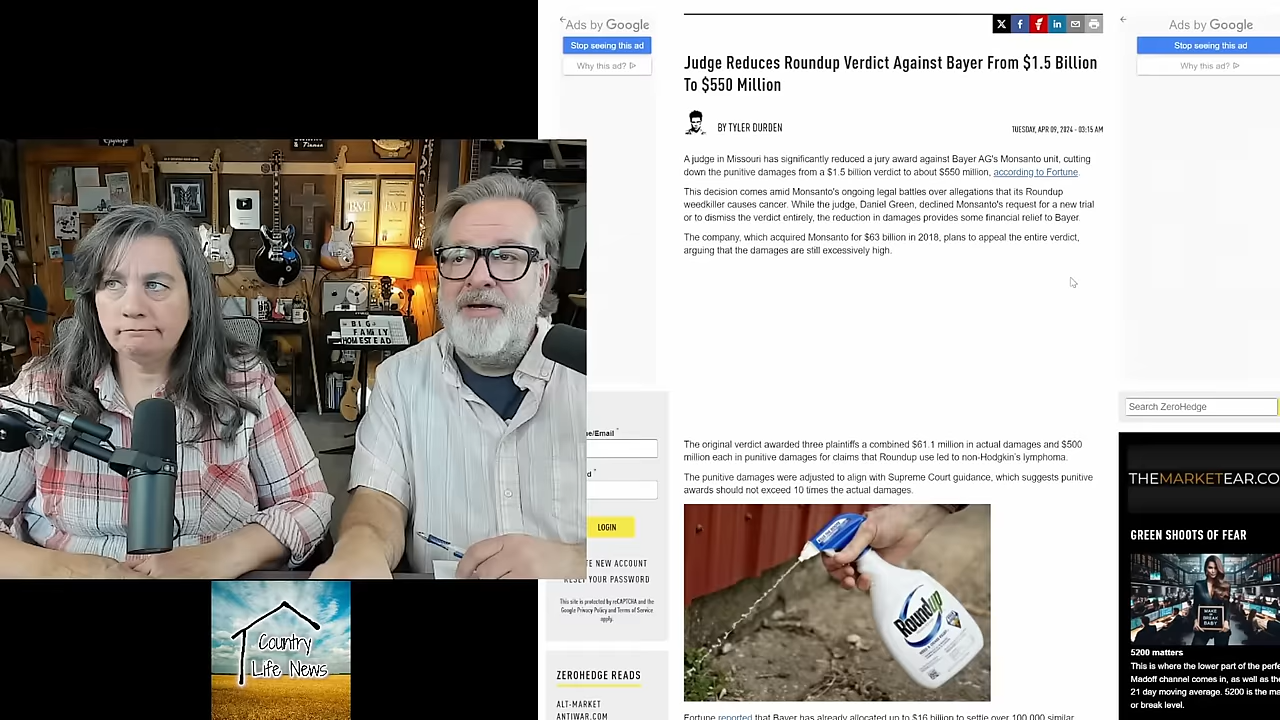 Ads by Google
Stop seeing this ad
Why this ad?
Judge Reduces Roundup Verdict Against Bayer From $1.5 Billion
To $550 Million
BY TYLER DURDEN
TUESDAY, APR 09, 2024 - 03:15 AM
A judge in Missouri has significantly reduced a jury award against Bayer AG's Monsanto unit, cutting
down the punitive damages from a $1.5 billion verdict to about $550 million, according to Fortune.
This decision comes amid Monsanto's ongoing legal battles over allegations that its Roundup
weedkiller causes cancer. While the judge, Daniel Green, declined Monsanto's request for a new trial
or to dismiss the verdict entirely, the reduction in damages provides some financial relief to Bayer.
The company, which acquired Monsanto for $63 billion in 2018, plans to appeal the entire verdict,
arguing that the damages are still excessively high.
The original verdict awarded three plaintiffs a combined $61.1 million in actual damages and $500
million each in punitive damages for claims that Roundup use led to non-Hodgkin's lymphoma.
The punitive damages were adjusted to align with Supreme Court guidance, which suggests punitive
awards should not exceed 10 times the actual damages.
Roundup
Fortune reported that Bayer has already allocated up to $16 billion to settle over 100,000 similar
Ads by Google
Stop seeing this ad
Why this ad?
Search ZeroHedge
THEMARKETEAR.CO
GREEN SHOOTS OF FEAR
MAKE
OR
BREAK
BABY
5200 matters
This is where the lower part of the perfe
Madoff channel comes in, as well as the
21 day moving average. 5200 is the m
or break level.
me/Email *
d *
LOGIN
TE NEW ACCOUNT
RESET YOUR PASSWORD
This site is protected by reCAPTCHA and the
Google Privacy Policy and Terms of Service
apply.
ZEROHEDGE READS
ALT-MARKET
ANTIWAR.COM
BIG
FAMILY
HOMESTEAD
Country
Life News